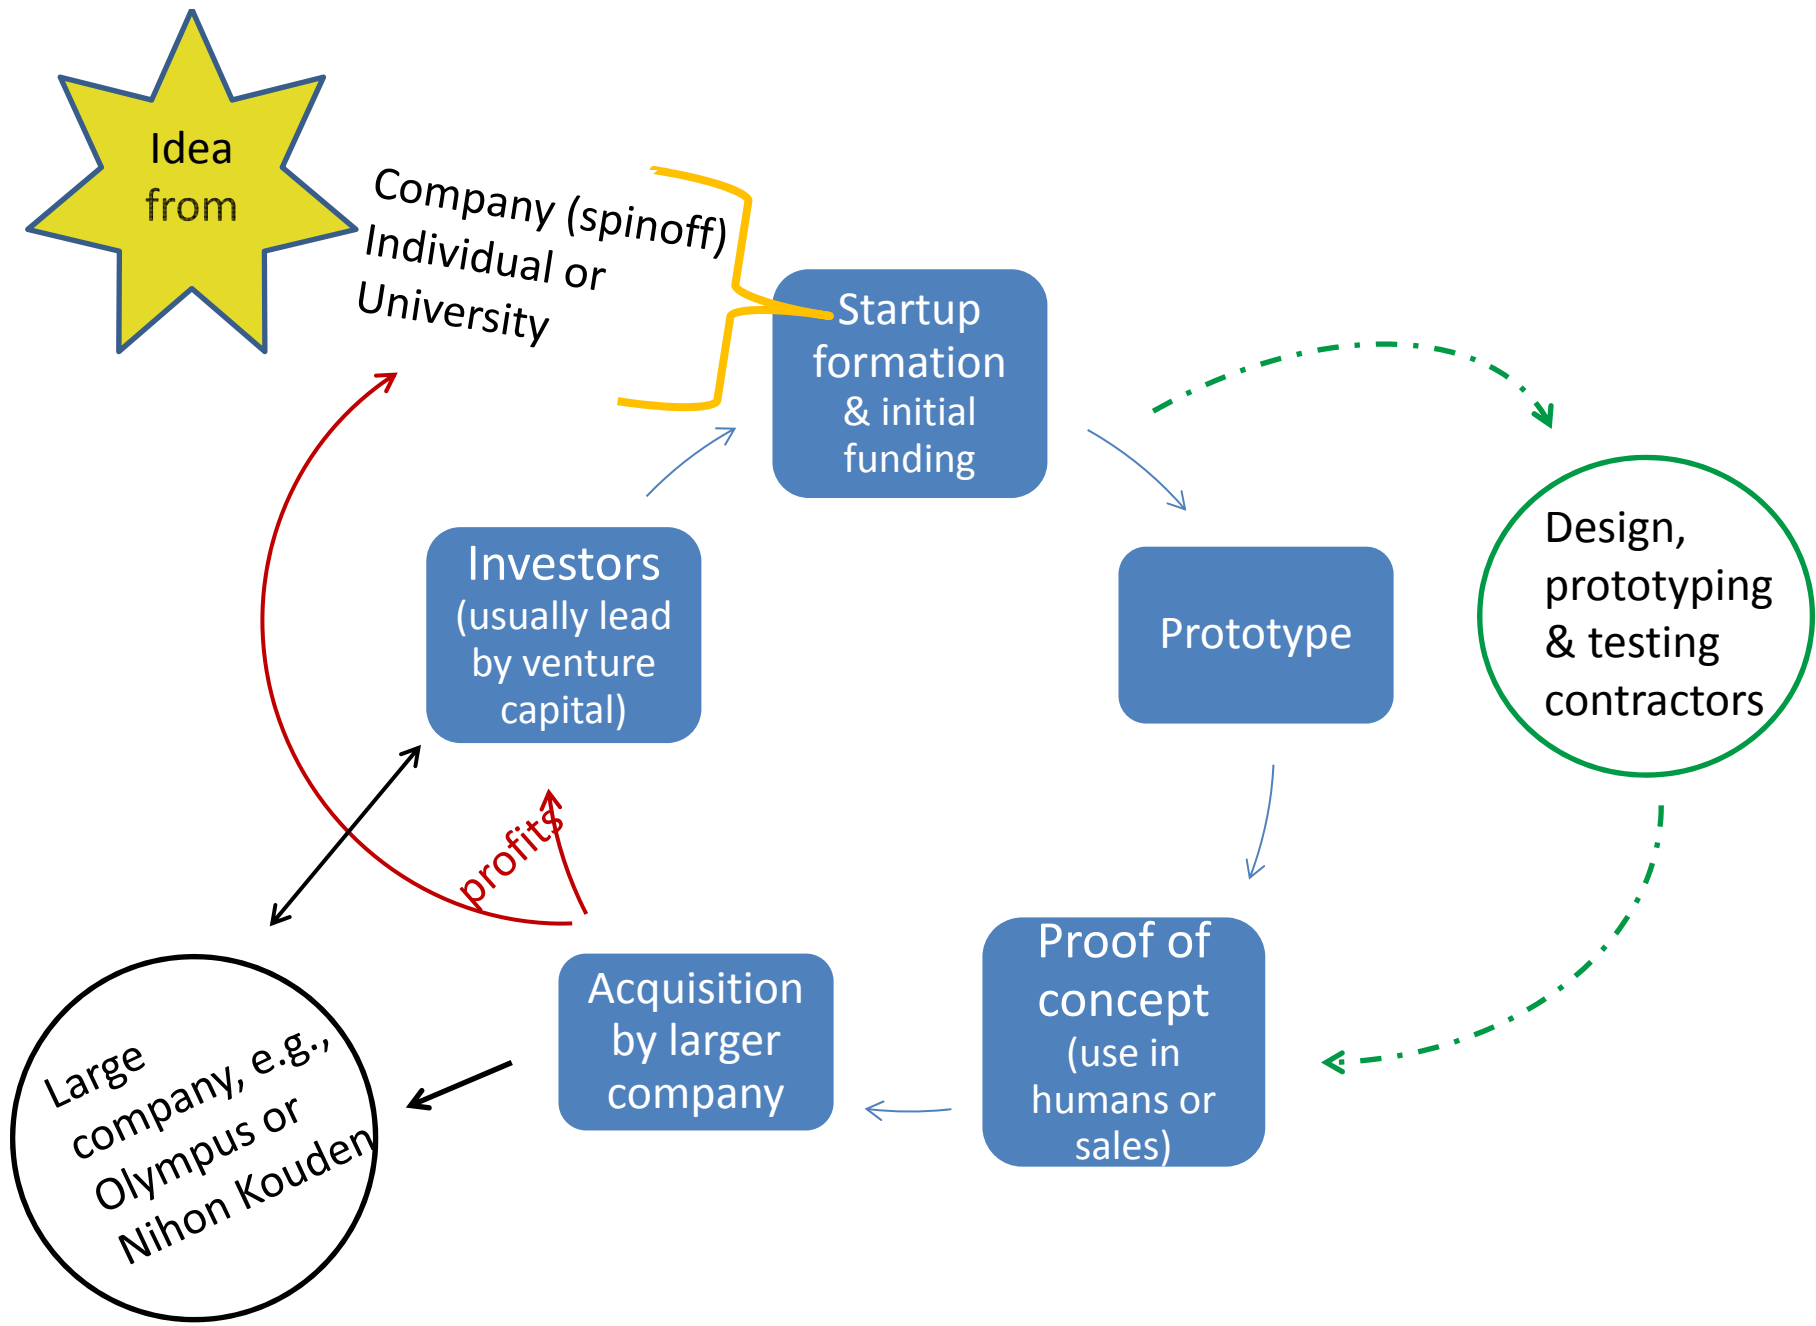 Idea
from
Company (spinoff)
Individual or
University
Startup
formation
& initial
funding
Investors
(usually lead
by venture
capital)
Prototype
Design,
prototyping
& testing
contractors
profits
Acquisition
by larger
company
Proof of
concept
(use in
humans or
sales)
Large
company, e.g.,
Olympus or
Nihon Kouden